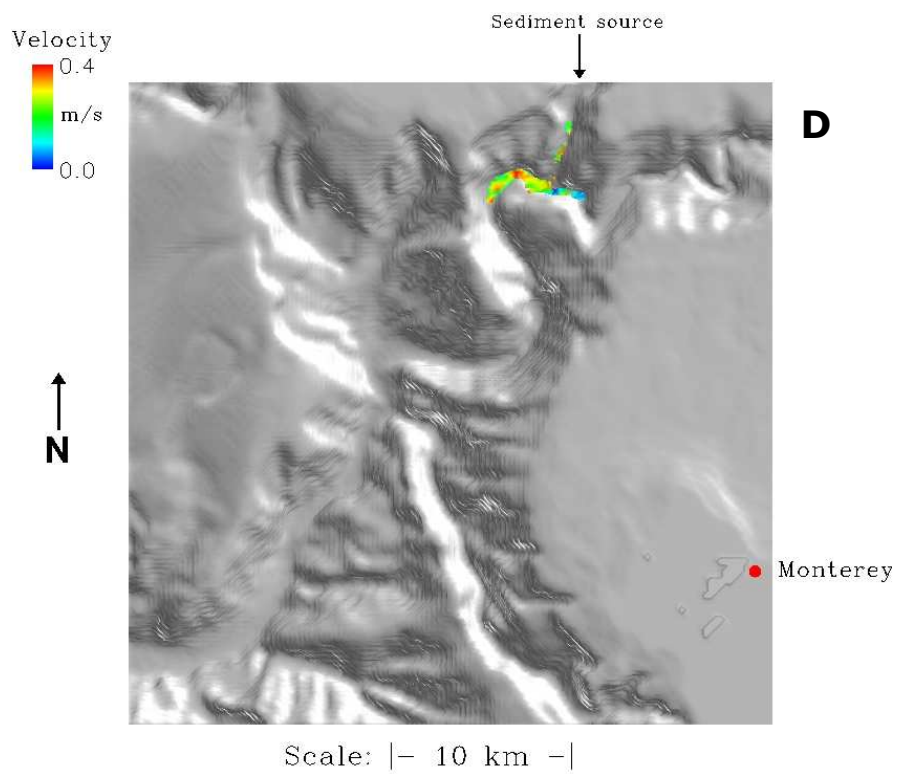 Sediment source
Velocity
0.4
m/s
0.0
D
N
Monterey
Scale: |- 10 km -|